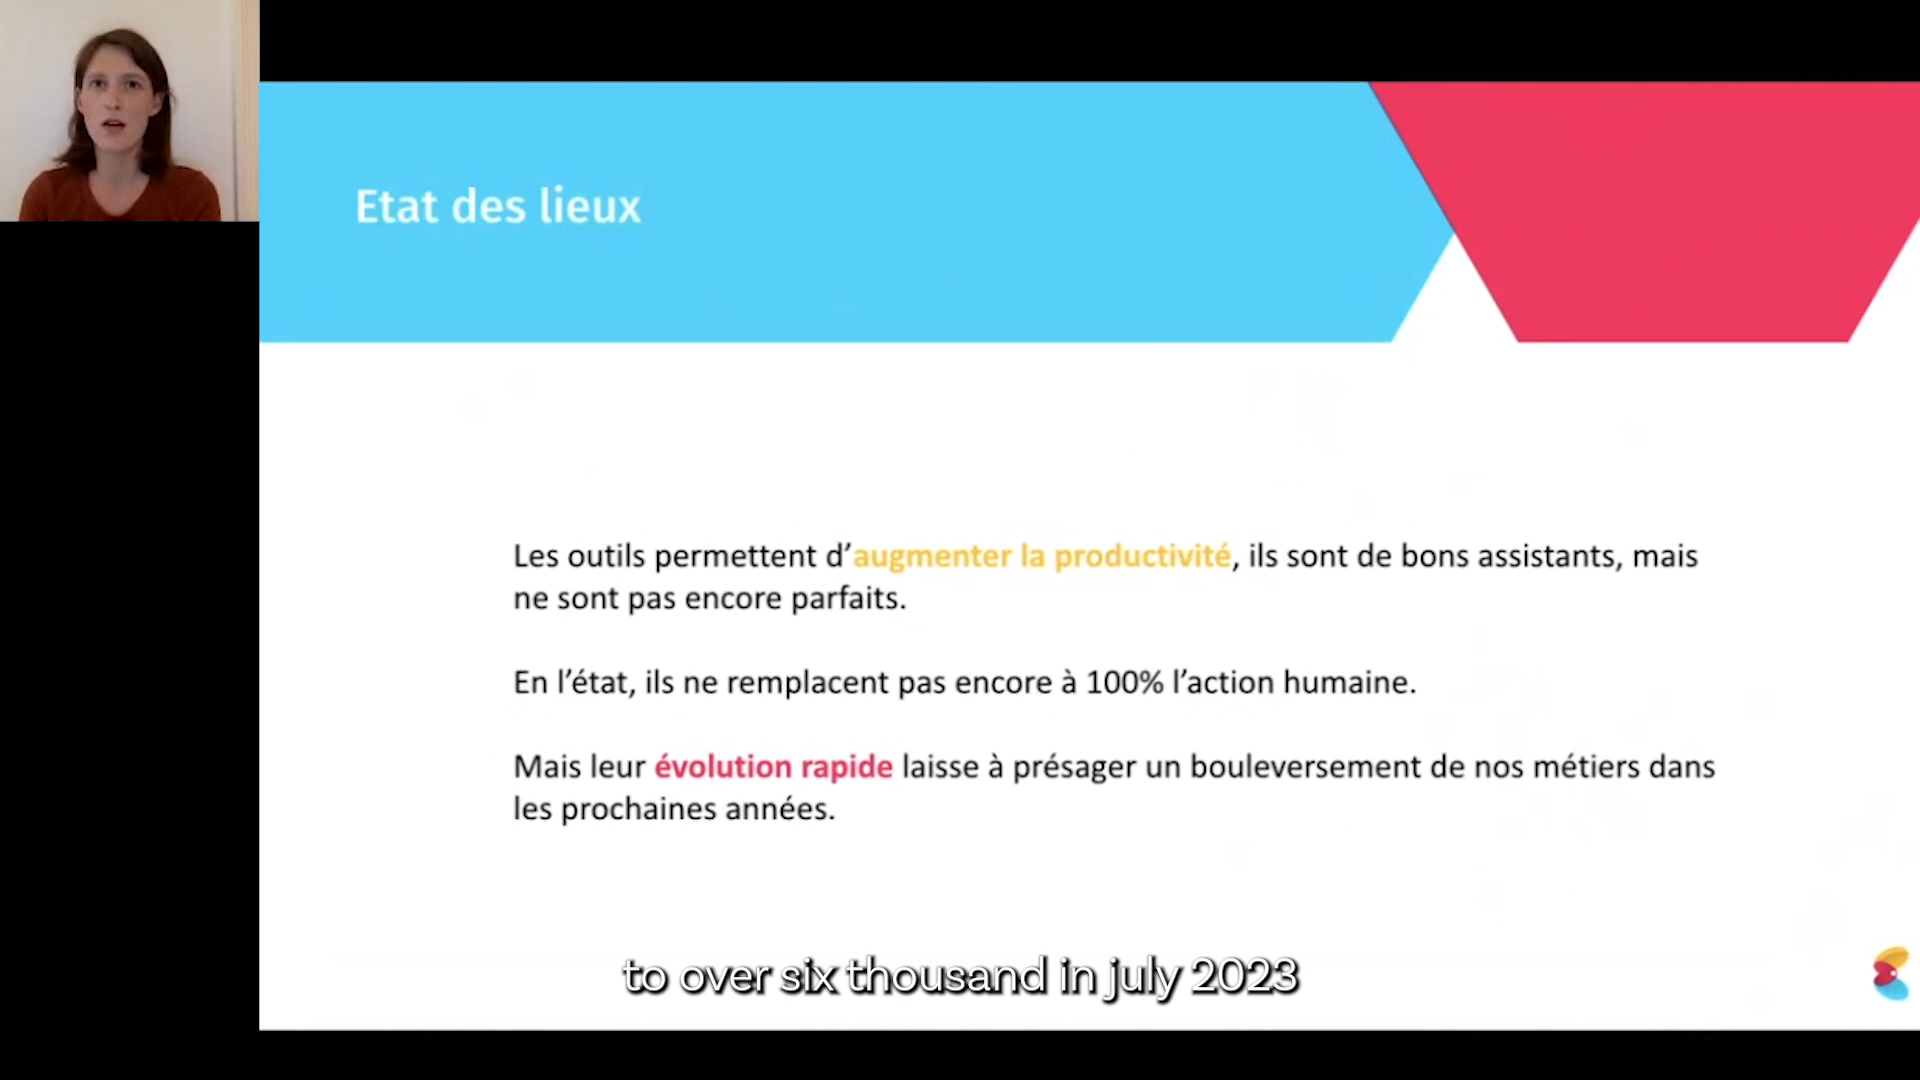 Etat des lieux
Les outils permettent d’augmenter la productivité, ils sont de bons assistants, mais
ne sont pas encore parfaits.
En l’état, ils ne remplacent pas encore à 100% l’action humaine.
Mais leur évolution rapide laisse à présager un bouleversement de nos métiers dans
les prochaines années.
to over six thousand in july 2023